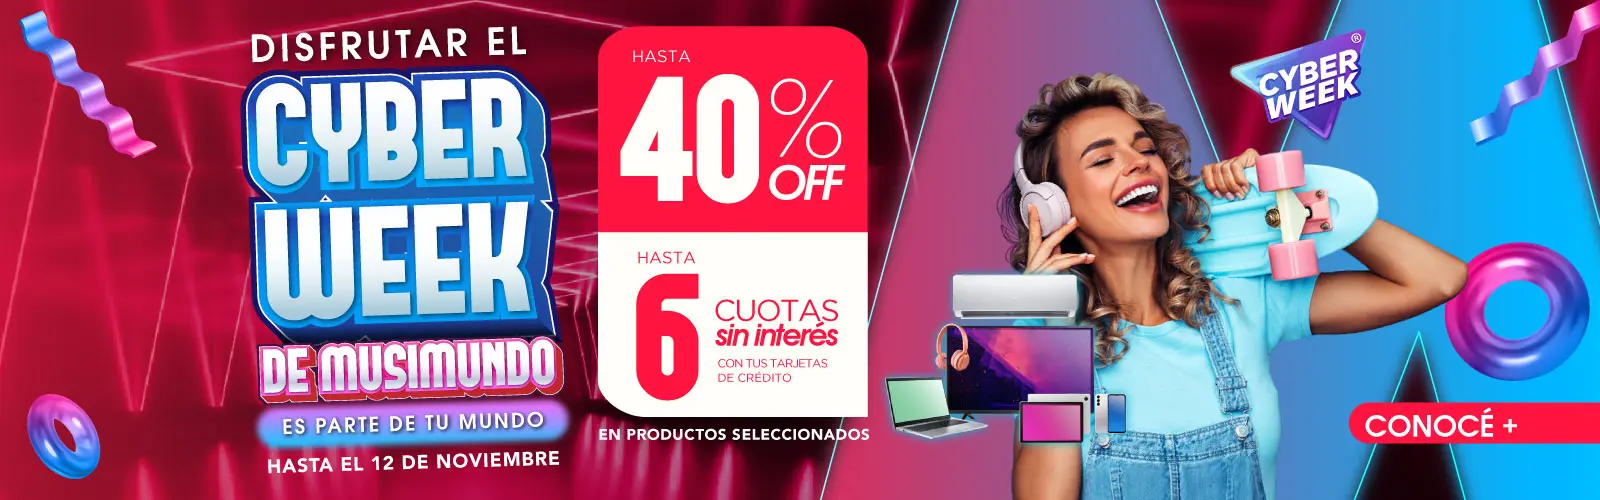 DISFRUTAR EL
CYBER
WEEK
DE MUSIMUNDO
ES PARTE DE TU MUNDO
HASTA EL 12 DE NOVIEMBRE
HASTA
40%
OFF
HASTA
6 CUOTAS
sin interés
CON TUS TARJETAS
DE CRÉDITO
EN PRODUCTOS SELECCIONADOS
CYBER®
WEEK
CONOCÉ +